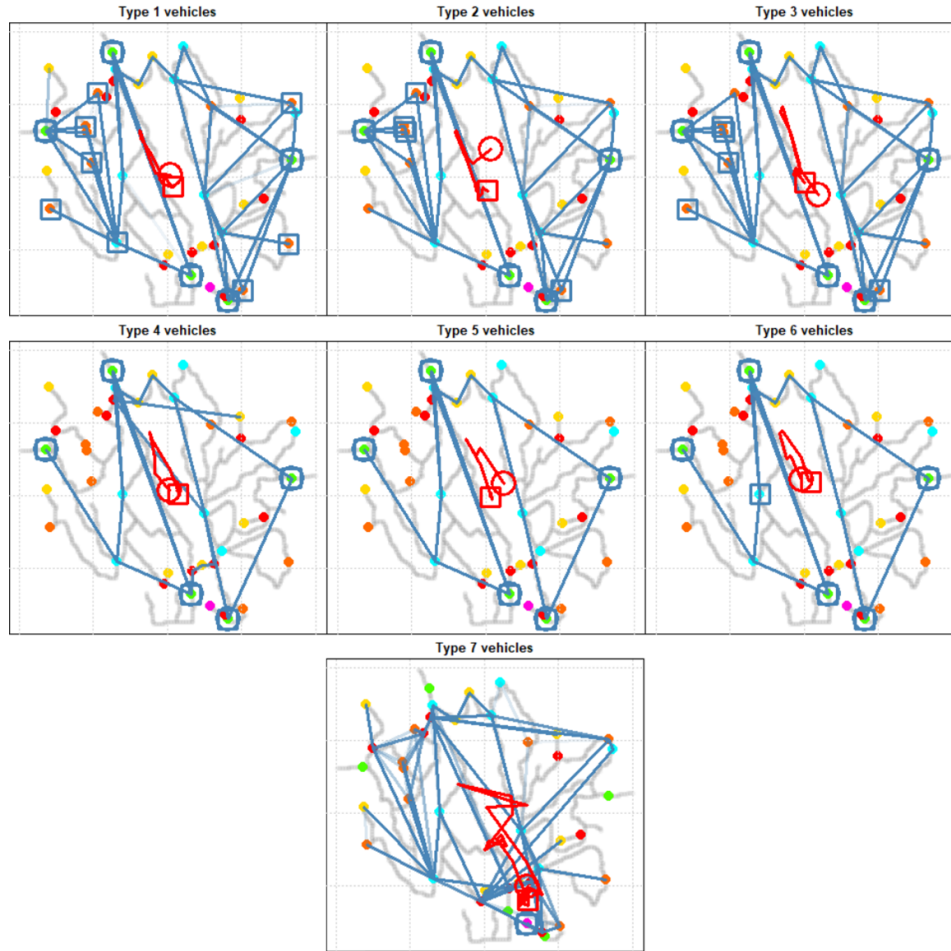 Type 1 vehicles
Type 2 vehicles
Type 3 vehicles
Type 4 vehicles
Type 5 vehicles
Type 6 vehicles
Type 7 vehicles